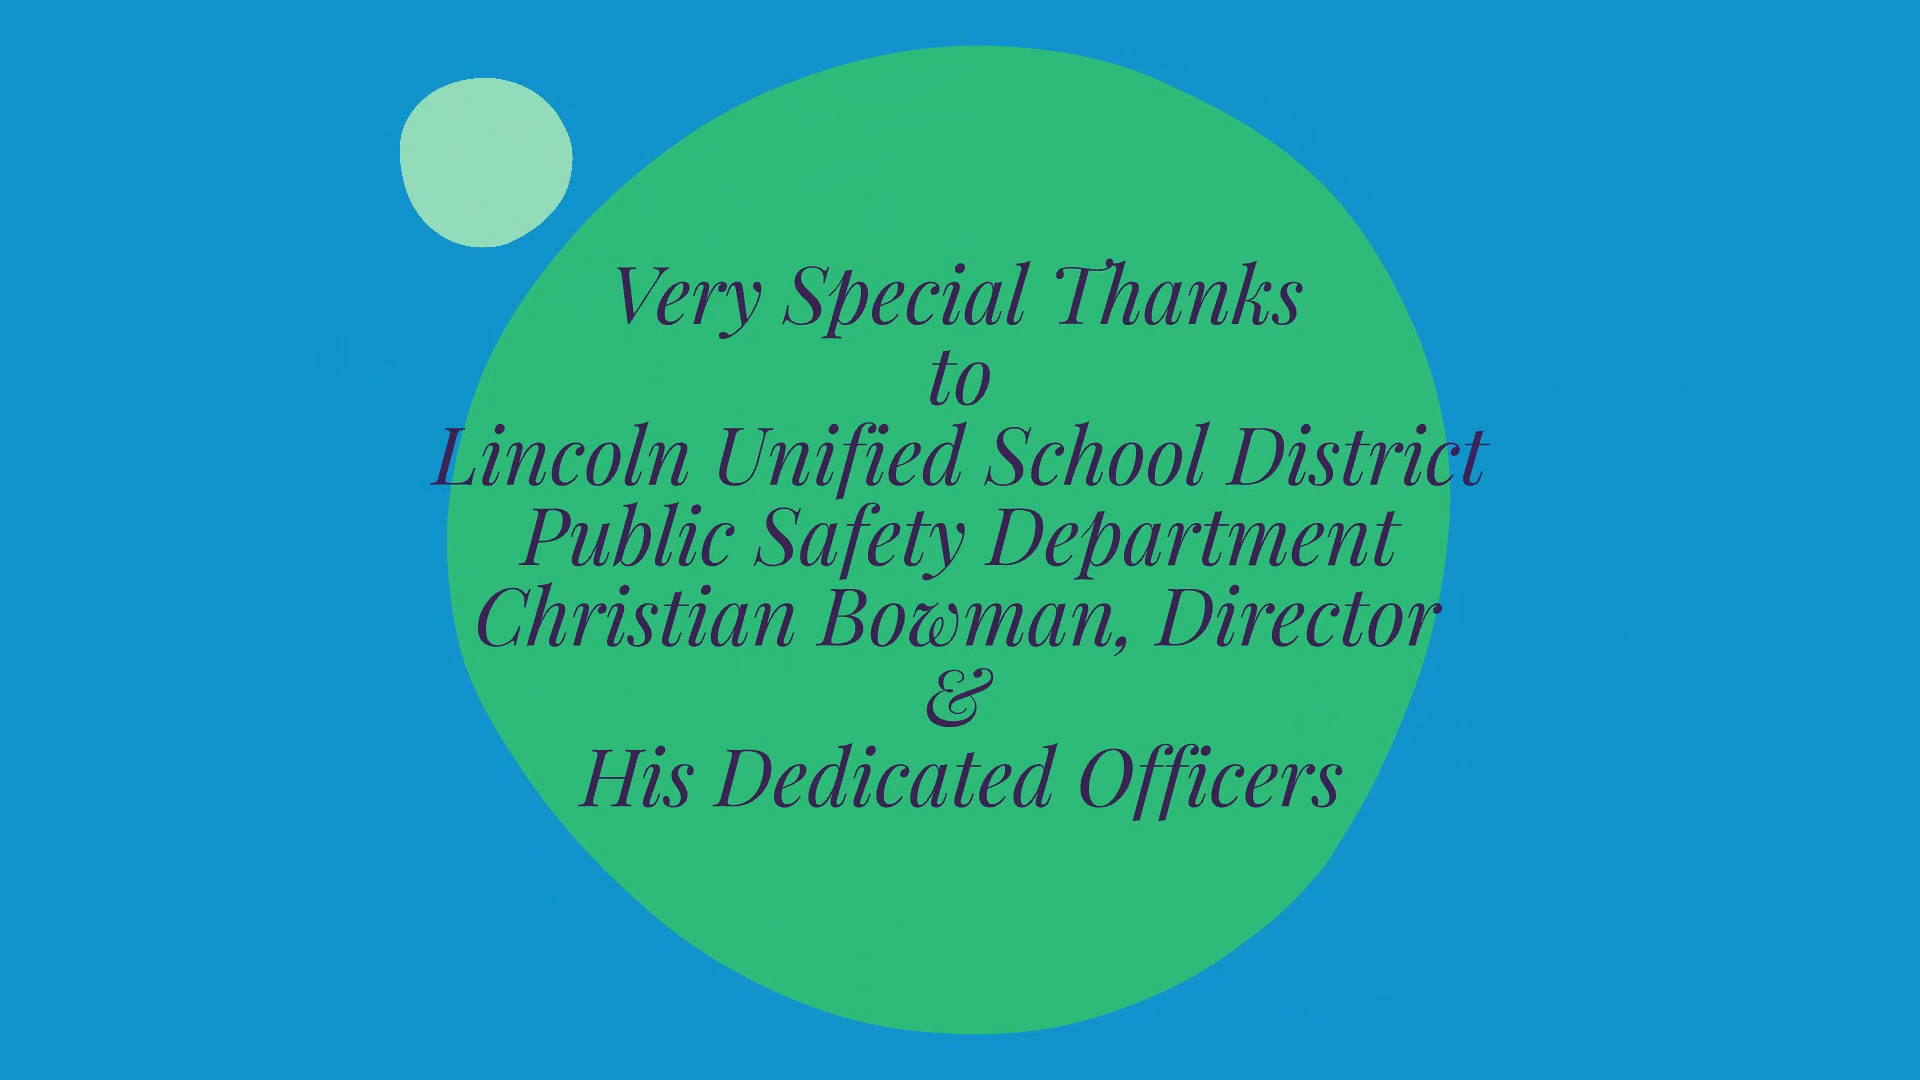 Very Special Thanks
to
Lincoln Unified School District
Public Safety Department
Christian Bowman, Director
&
His Dedicated Officers